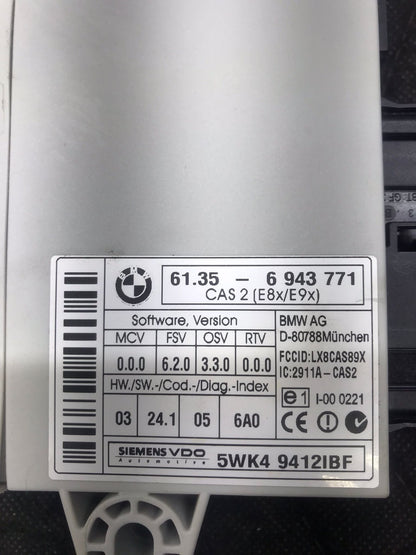 BMW
61.35 – 6 943 771
CAS 2 (E8x/E9x)
Software, Version
MCV FSV OSV RTV
0.0.0 6.2.0 3.3.0 0.0.0
HW./SW.-/Cod.-/Diag.-Index
03 24.1 05 6A0
BMW AG
D-80788München
FCCID:LX8CAS89X
IC:2911A-CAS2
e1 I-00 0221
CE
SIEMENS VDO
Automotive
5WK4 9412IBF